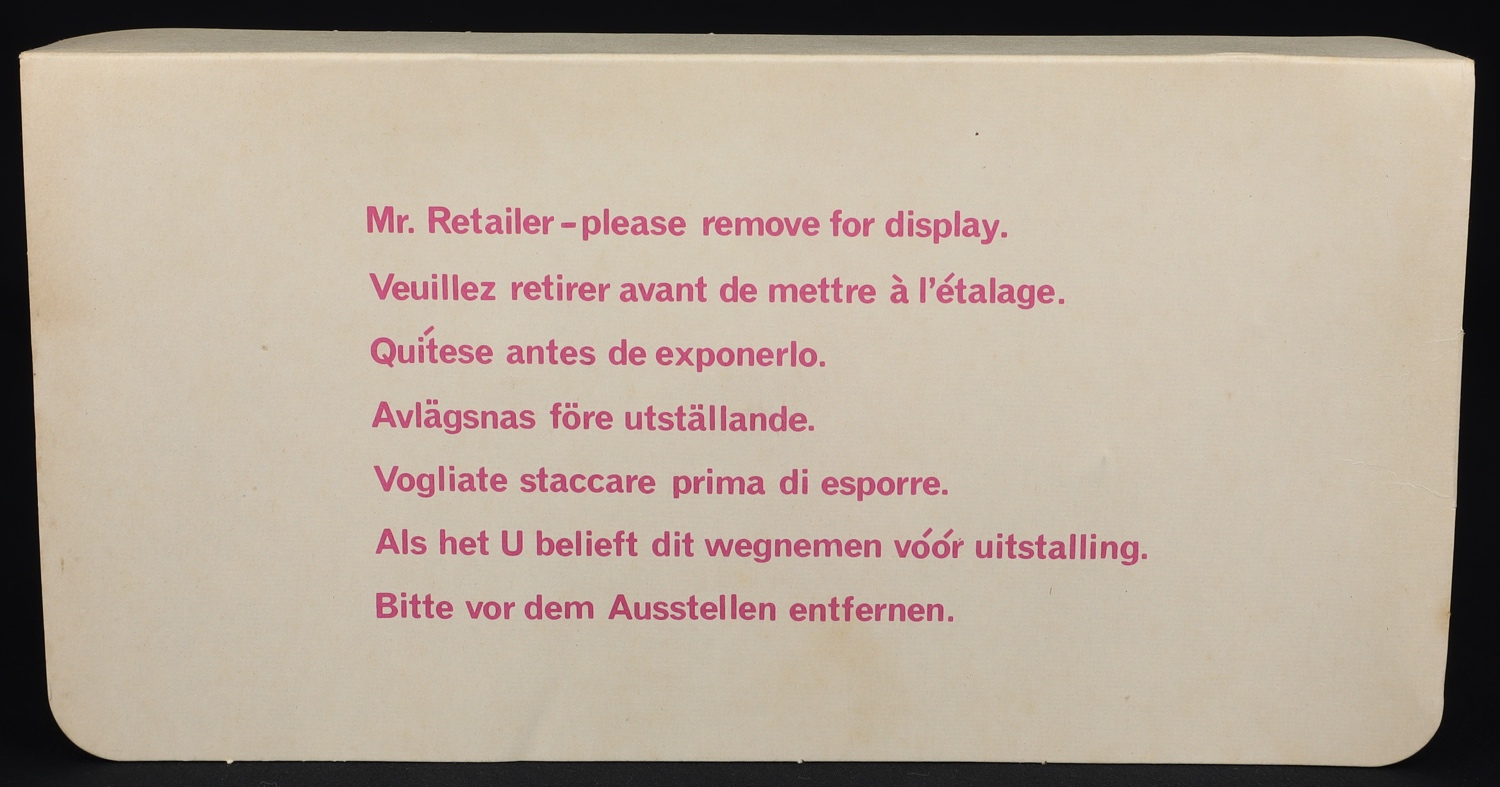 Mr. Retailer – please remove for display.
Veuillez retirer avant de mettre à l'étalage.
Quítese antes de exponerlo.
Avlägsnas före utställande.
Vogliate staccare prima di esporre.
Als het U belieft dit wegnemen vóór uitstalling.
Bitte vor dem Ausstellen entfernen.